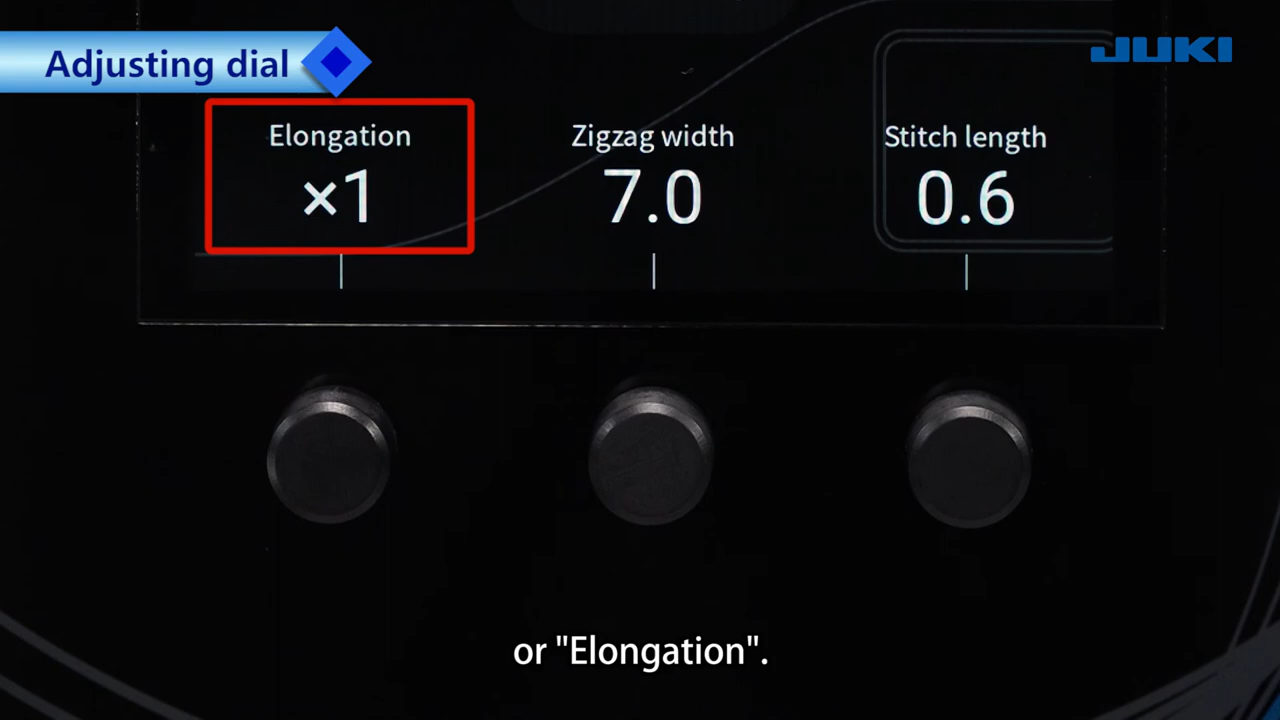 Adjusting dial
JUKI
Elongation
×1
Zigzag width
7.0
Stitch length
0.6
or "Elongation".